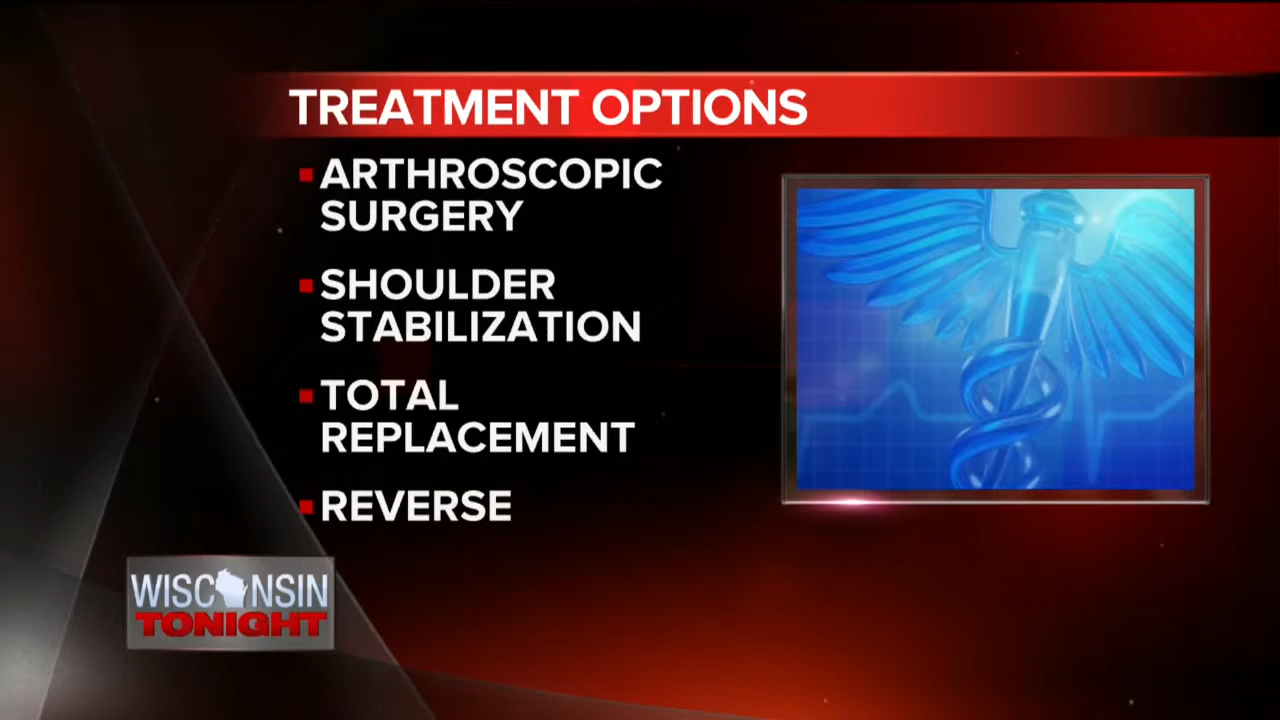 TREATMENT OPTIONS
ARTHROSCOPIC
SURGERY
SHOULDER
STABILIZATION
TOTAL
REPLACEMENT
REVERSE
WISCONSIN
TONIGHT